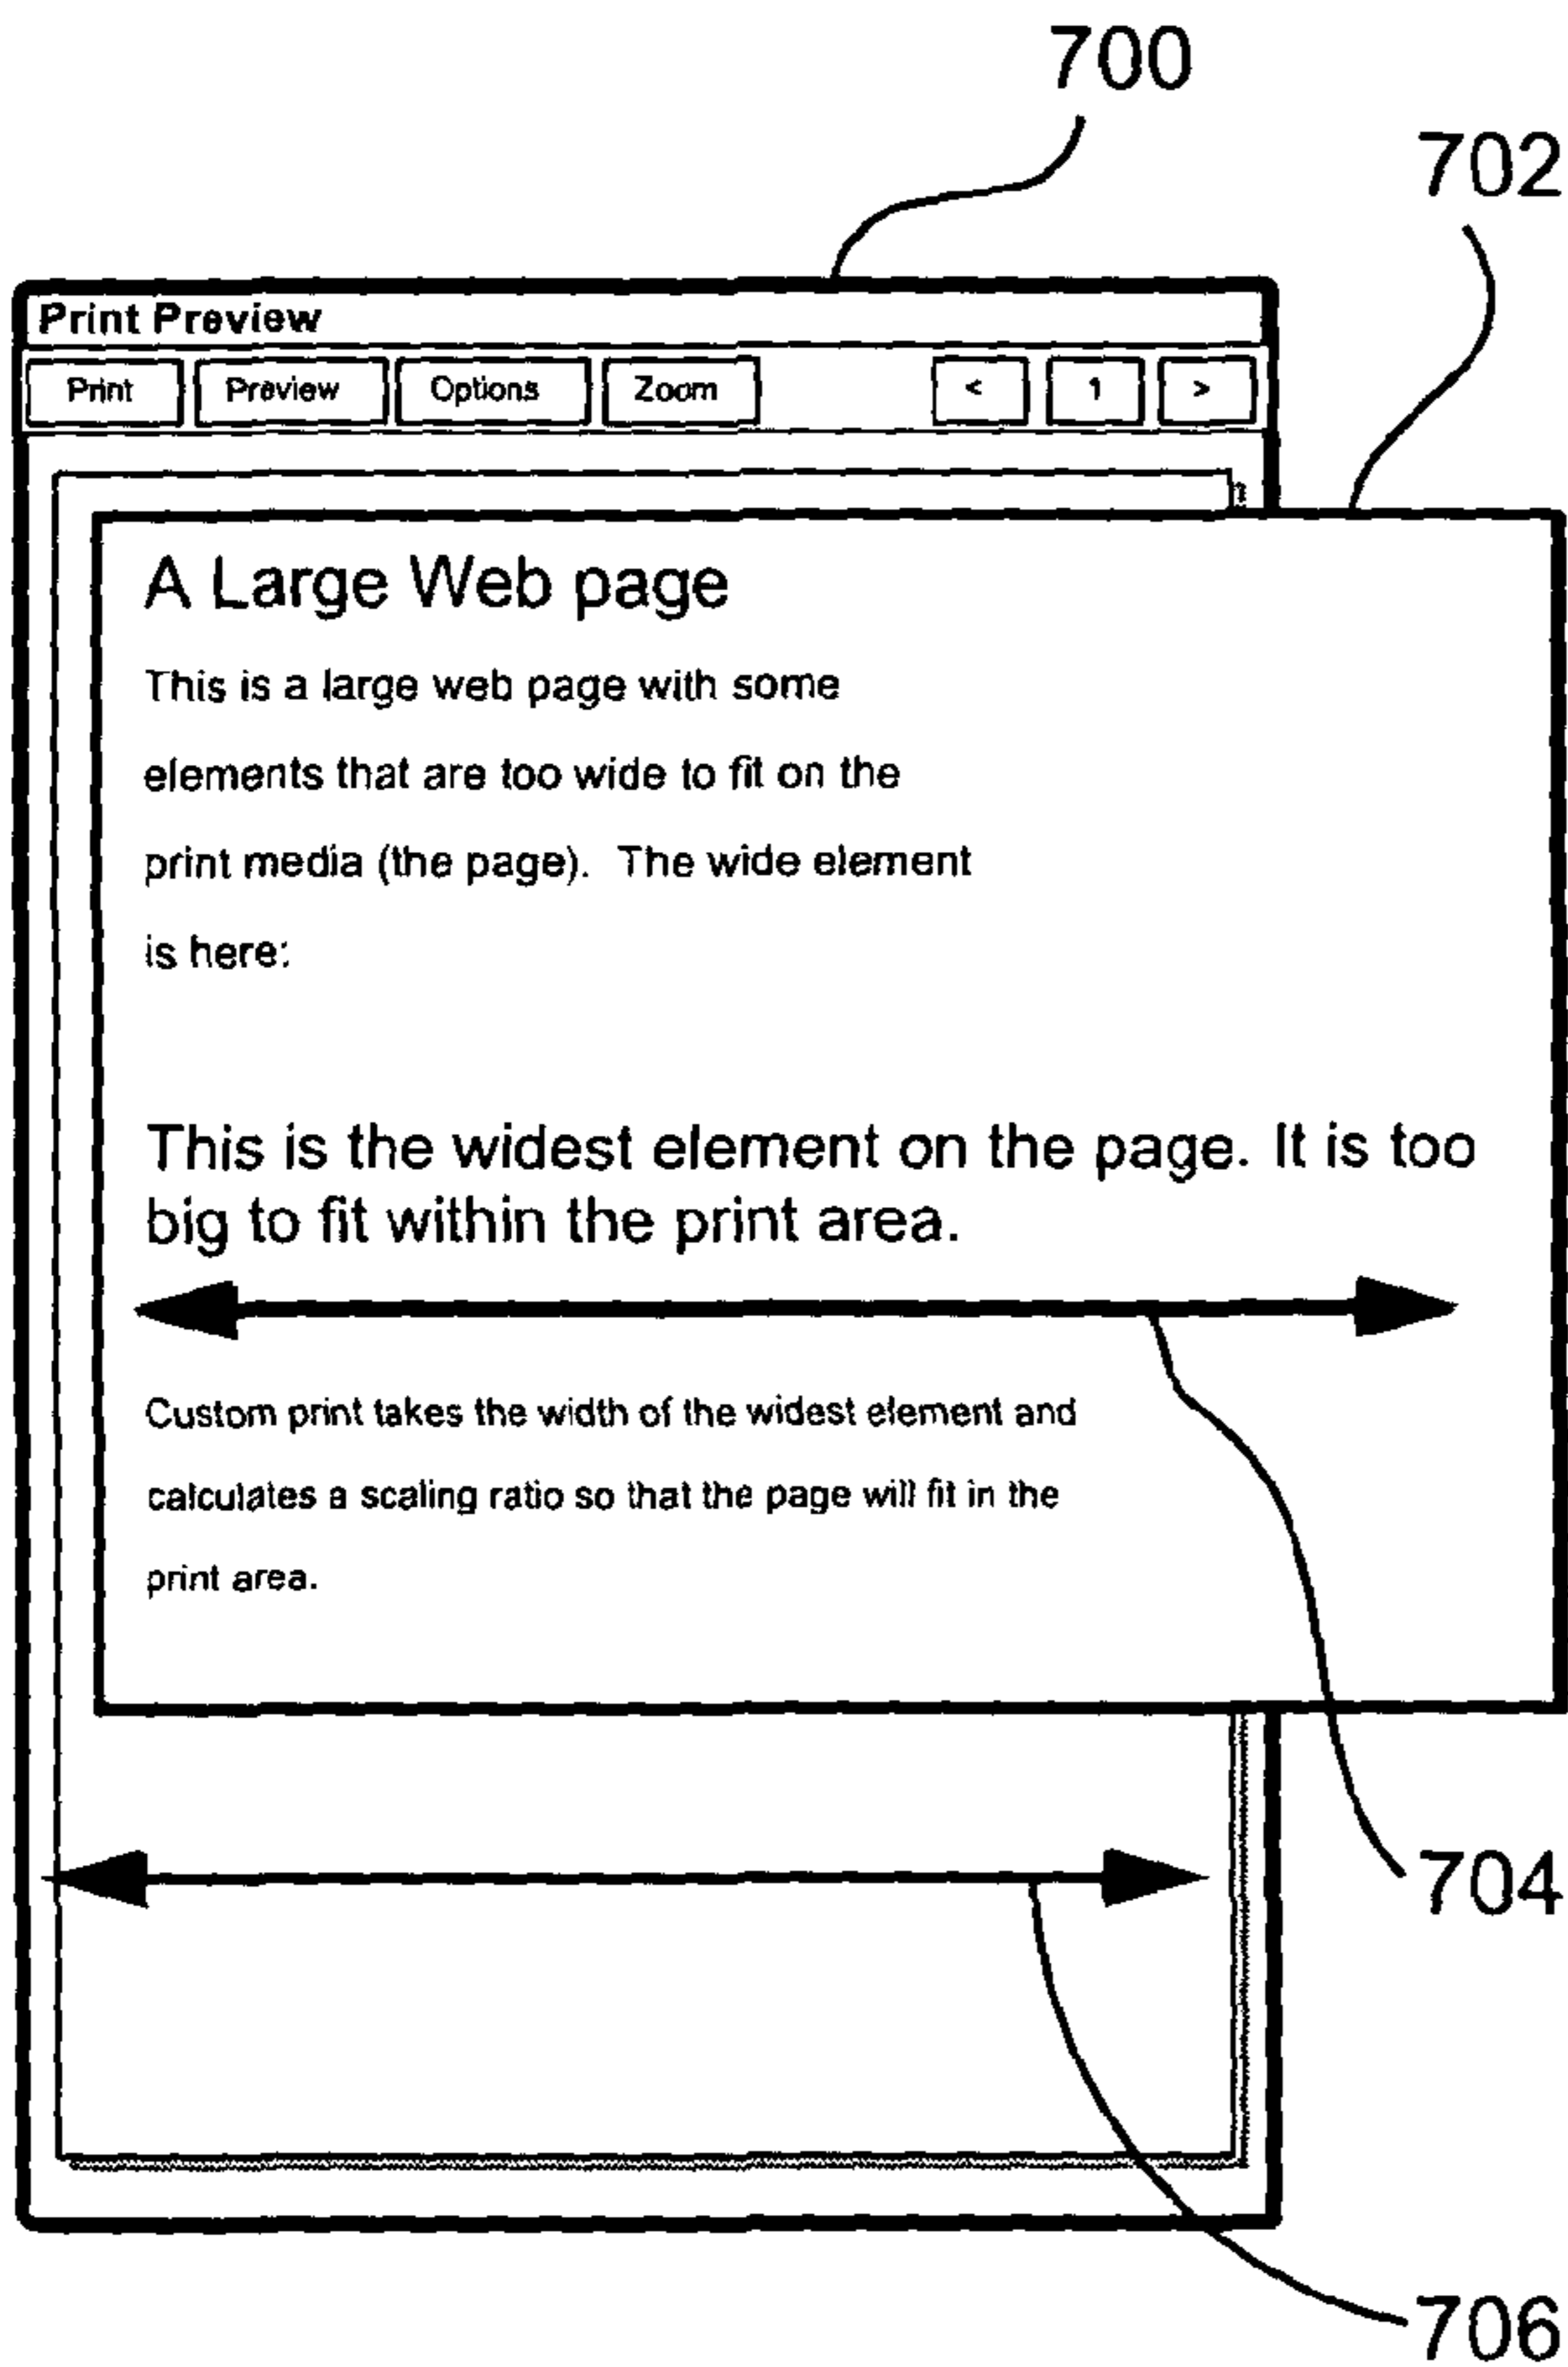 700
702
Print Preview
Print Preview Options Zoom < 1 >
A Large Web page
This is a large web page with some
elements that are too wide to fit on the
print media (the page). The wide element
is here:
This is the widest element on the page. It is too
big to fit within the print area.
Custom print takes the width of the widest element and
calculates a scaling ratio so that the page will fit in the
print area.
704
706